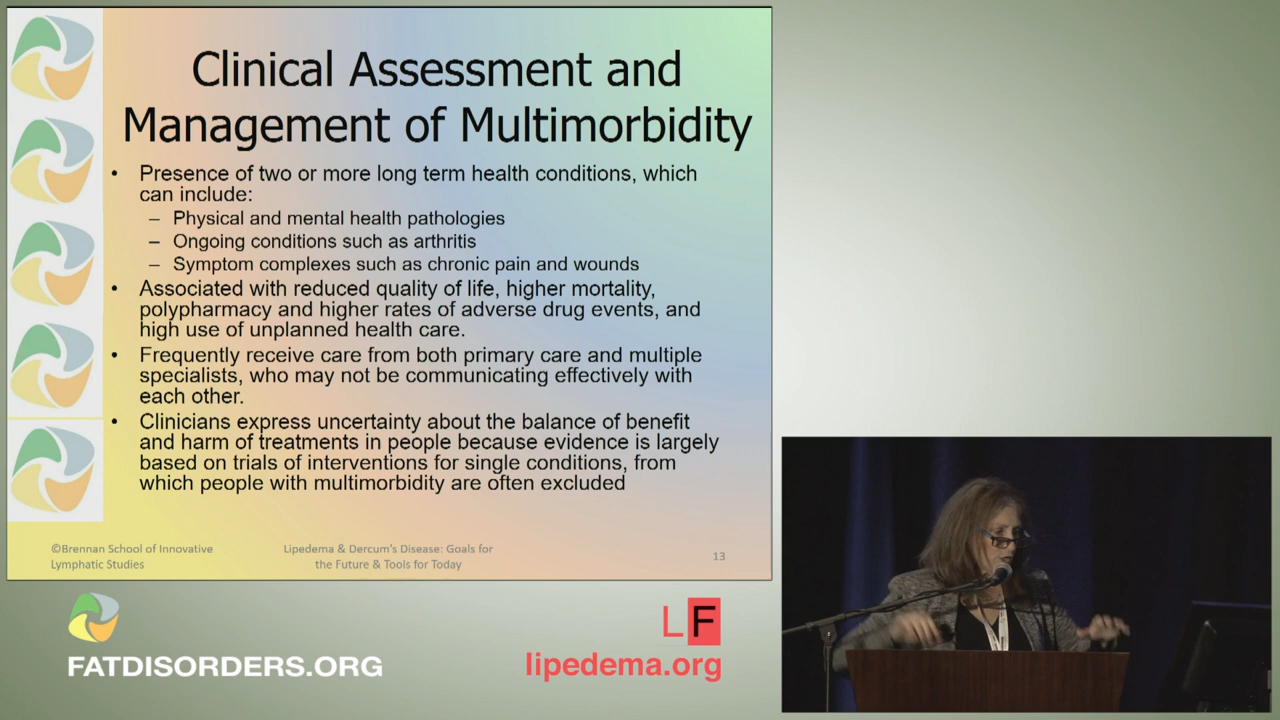 Clinical Assessment and
Management of Multimorbidity
• Presence of two or more long term health conditions, which
can include:
– Physical and mental health pathologies
– Ongoing conditions such as arthritis
– Symptom complexes such as chronic pain and wounds
• Associated with reduced quality of life, higher mortality,
polypharmacy and higher rates of adverse drug events, and
high use of unplanned health care.
• Frequently receive care from both primary care and multiple
specialists, who may not be communicating effectively with
each other.
• Clinicians express uncertainty about the balance of benefit
and harm of treatments in people because evidence is largely
based on trials of interventions for single conditions, from
which people with multimorbidity are often excluded
©Brennan School of Innovative
Lymphatic Studies
Lipedema & Dercum's Disease: Goals for
the Future & Tools for Today
13
FATDISORDERS.ORG
LF
lipedema.org